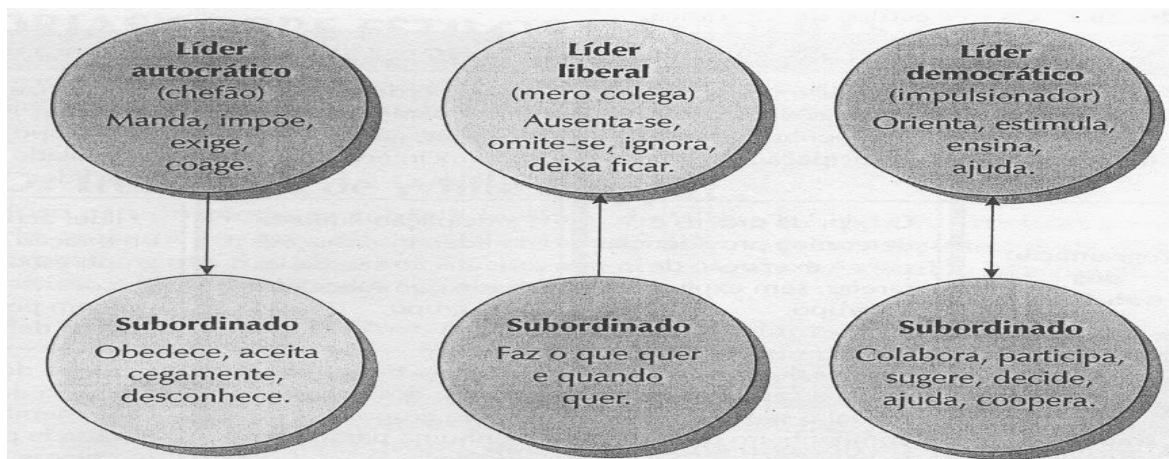 Líder
autocrático
(chefão)
Manda, impõe,
exige,
coage.
Líder
liberal
(mero colega)
Ausenta-se,
omite-se, ignora,
deixa ficar.
Líder
democrático
(impulsionador)
Orienta, estimula,
ensina,
ajuda.
Subordinado
Obedece, aceita
cegamente,
desconhece.
Subordinado
Faz o que quer
e quando
quer.
Subordinado
Colabora, participa,
sugere, decide,
ajuda, coopera.